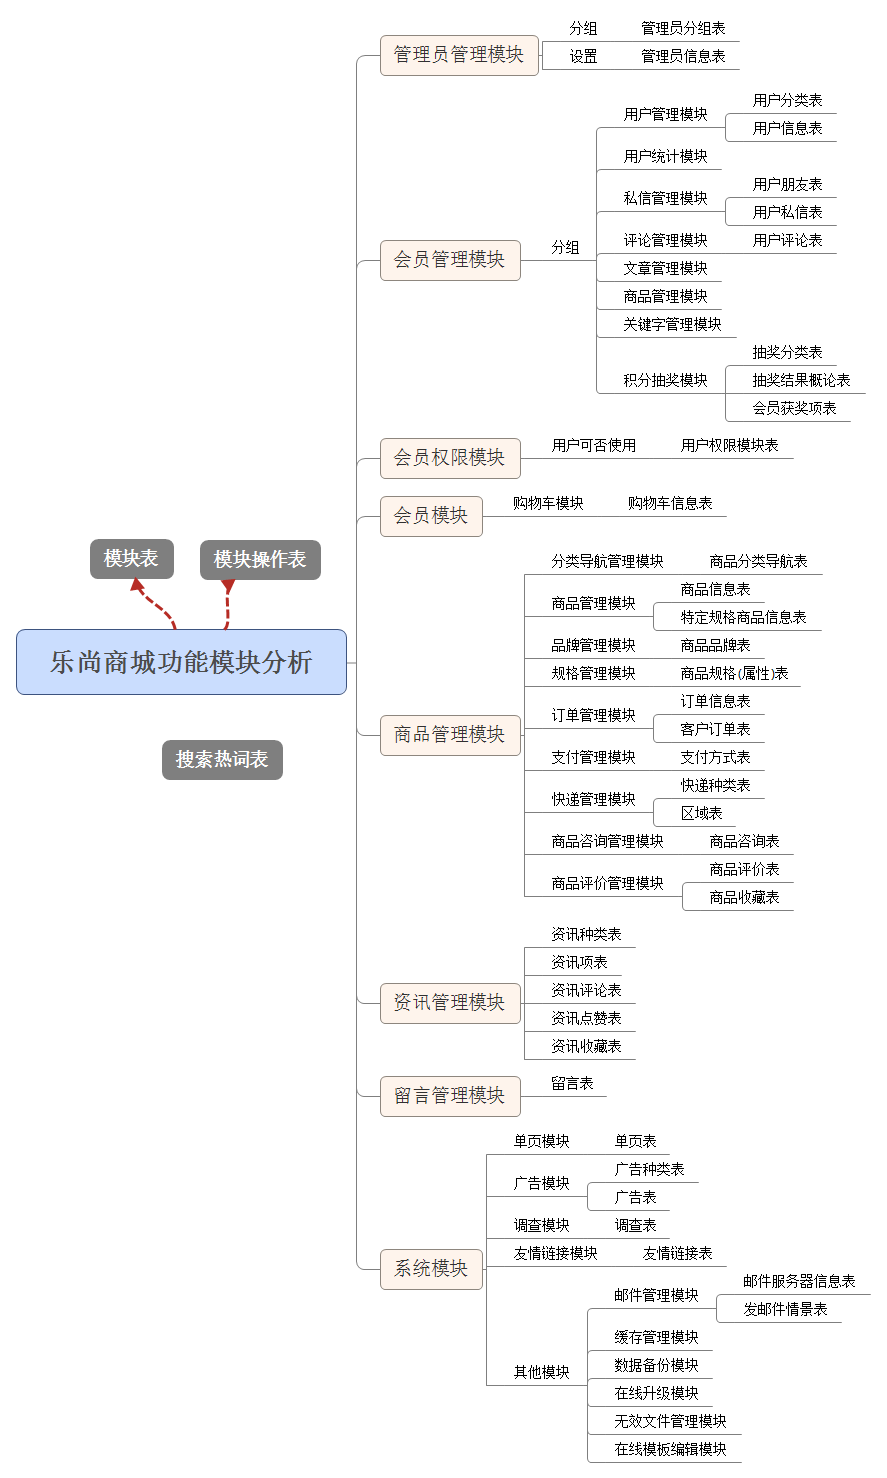 乐尚商城功能模块分析
模块表
模块操作表
搜索热词表
管理员管理模块
分组
管理员分组表
设置
管理员信息表
会员管理模块
分组
用户管理模块
用户分类表
用户信息表
用户统计模块
私信管理模块
用户朋友表
用户私信表
评论管理模块
用户评论表
文章管理模块
商品管理模块
关键字管理模块
积分抽奖模块
抽奖分类表
抽奖结果概论表
会员获奖项表
会员权限模块
用户可否使用
用户权限模块表
会员模块
购物车模块
购物车信息表
商品管理模块
分类导航管理模块
商品分类导航表
商品管理模块
商品信息表
特定规格商品信息表
品牌管理模块
商品品牌表
规格管理模块
商品规格(属性)表
订单管理模块
订单信息表
客户订单表
支付管理模块
支付方式表
快递管理模块
快递种类表
区域表
商品咨询管理模块
商品咨询表
商品评价管理模块
商品评价表
商品收藏表
资讯管理模块
资讯种类表
资讯项表
资讯评论表
资讯点赞表
资讯收藏表
留言管理模块
留言表
系统模块
单页模块
单页表
广告模块
广告种类表
广告表
调查模块
调查表
友情链接模块
友情链接表
其他模块
邮件管理模块
邮件服务器信息表
发邮件情景表
缓存管理模块
数据备份模块
在线升级模块
无效文件管理模块
在线模板编辑模块